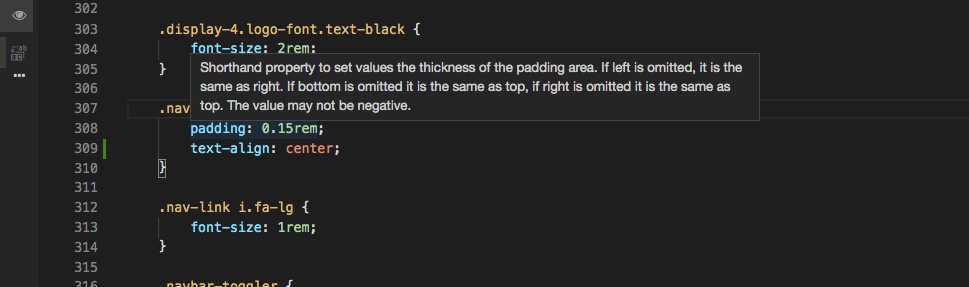 302
303 .display-4.logo-font.text-black {
304 font-size: 2rem;
Shorthand property to set values the thickness of the padding area. If left is omitted, it is the
same as right. If bottom is omitted it is the same as top, if right is omitted it is the same as
top. The value may not be negative.
305 }
306
307 .nav
308 padding: 0.15rem;
309 text-align: center;
310 }
311
312 .nav-link i.fa-lg {
313 font-size: 1rem;
314 }
315
316 .navbar-toggler {